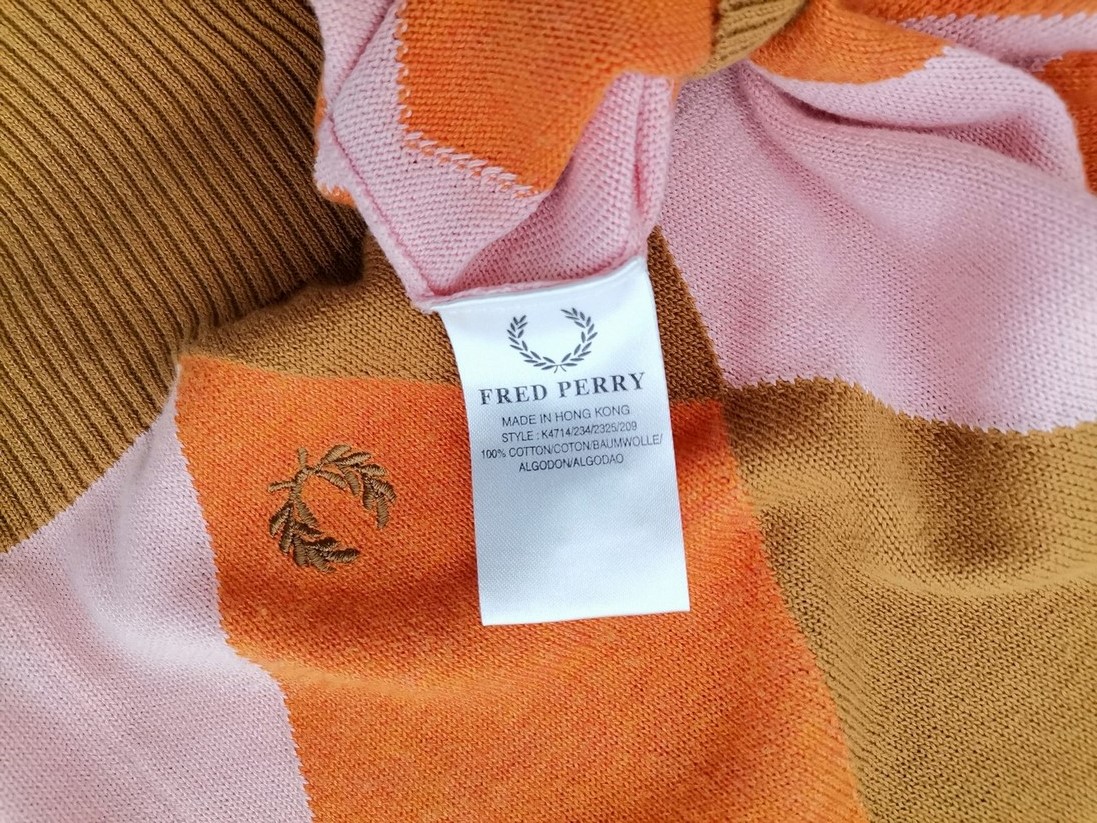 FRED PERRY
MADE IN HONG KONG
STYLE : K4714/234/2325/209
100% COTTON/COTON/BAUMWOLLE/
ALGODON/ALGODAO